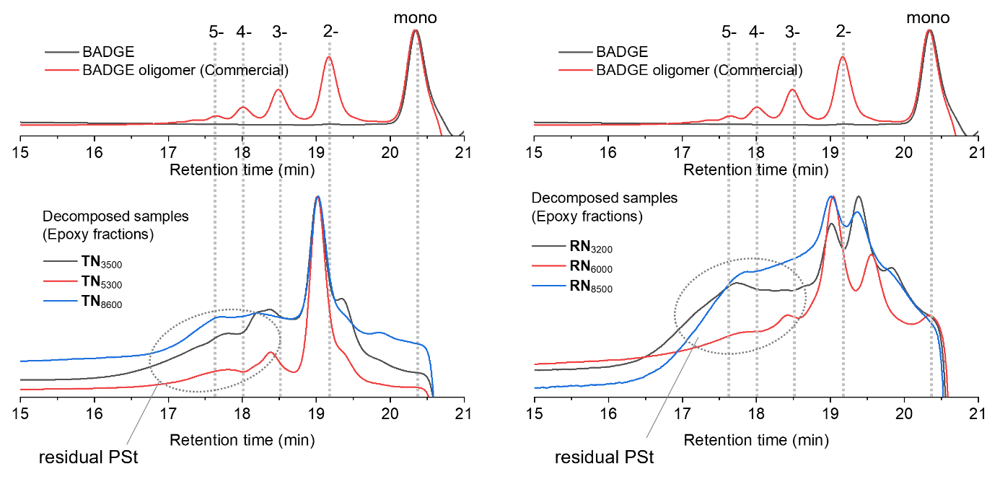 5- 4- 3- 2- mono
BADGE
BADGE oligomer (Commercial)
15 16 17 18 19 20 21
Retention time (min)
Decomposed samples
(Epoxy fractions)
TN3500
TN5300
TN8600
15 16 17 18 19 20 21
Retention time (min)
residual PSt
5- 4- 3- 2- mono
BADGE
BADGE oligomer (Commercial)
15 16 17 18 19 20 21
Retention time (min)
Decomposed samples
(Epoxy fractions)
RN3200
RN6000
RN8500
15 16 17 18 19 20 21
Retention time (min)
residual PSt